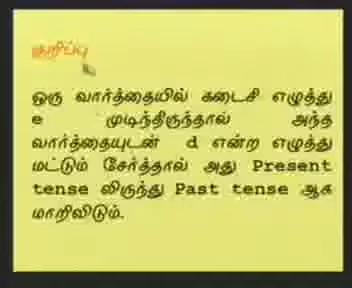 குறிப்பு
ஒரு வார்த்தையில் கடைசி எழுத்து
e முடிந்திருந்தால் அந்த
வார்த்தையுடன் d என்ற எழுத்து
மட்டும் சேர்த்தால் அது Present
tense லிருந்து Past tense ஆக
மாறிவிடும்.